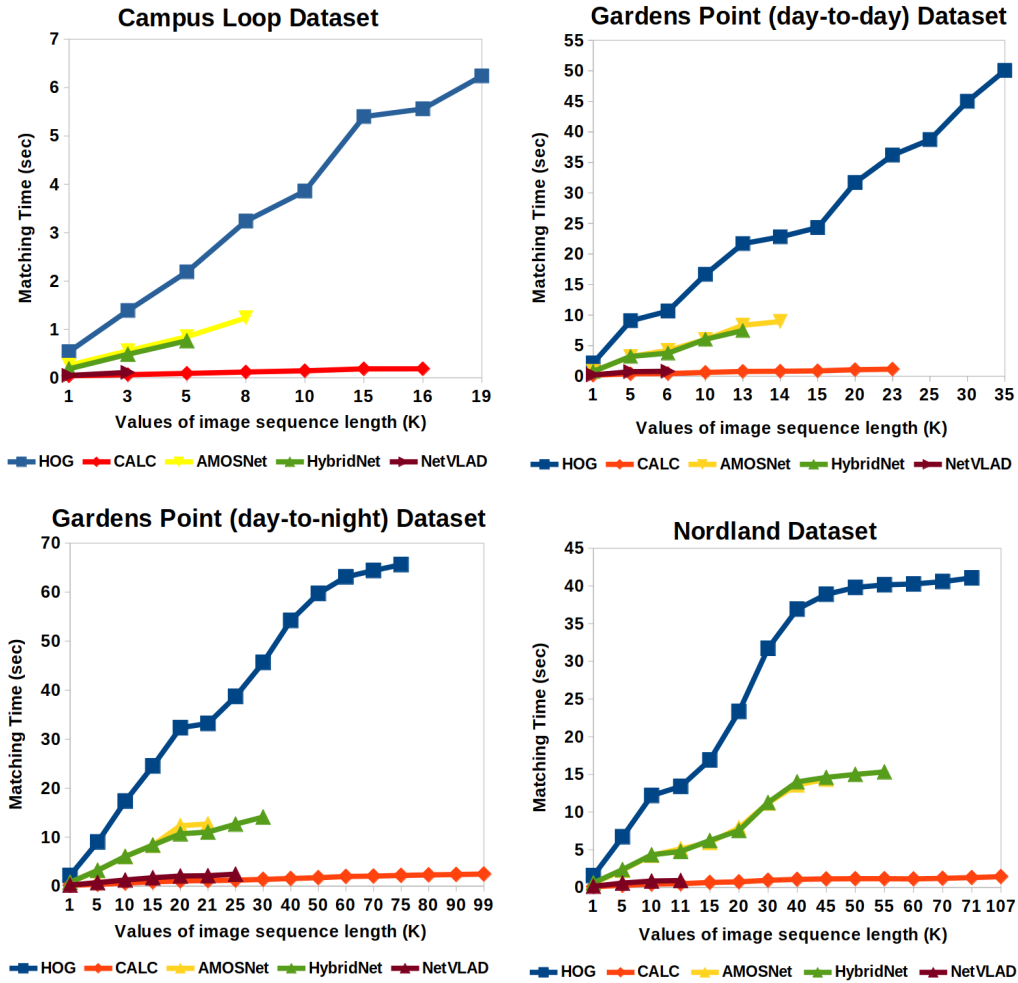 Campus Loop Dataset
7
6
5
4
3
2
1
0
Matching Time (sec)
1 3 5 8 10 15 16 19
Values of image sequence length (K)
HOG CALC AMOSNet HybridNet NetVLAD
Gardens Point (day-to-day) Dataset
55
50
45
40
35
30
25
20
15
10
5
0
Matching Time (sec)
1 5 6 10 13 14 15 20 23 25 30 35
Values of image sequence length (K)
HOG CALC AMOSNet HybridNet NetVLAD
Gardens Point (day-to-night) Dataset
70
60
50
40
30
20
10
0
Matching Time (sec)
1 5 10 15 20 21 25 30 40 50 60 70 75 80 90 99
Values of image sequence length (K)
HOG CALC AMOSNet HybridNet NetVLAD
Nordland Dataset
45
40
35
30
25
20
15
10
5
0
Matching Time (sec)
1 5 10 11 15 20 30 40 45 50 55 60 70 71 107
Values of image sequence length (K)
HOG CALC AMOSNet HybridNet NetVLAD